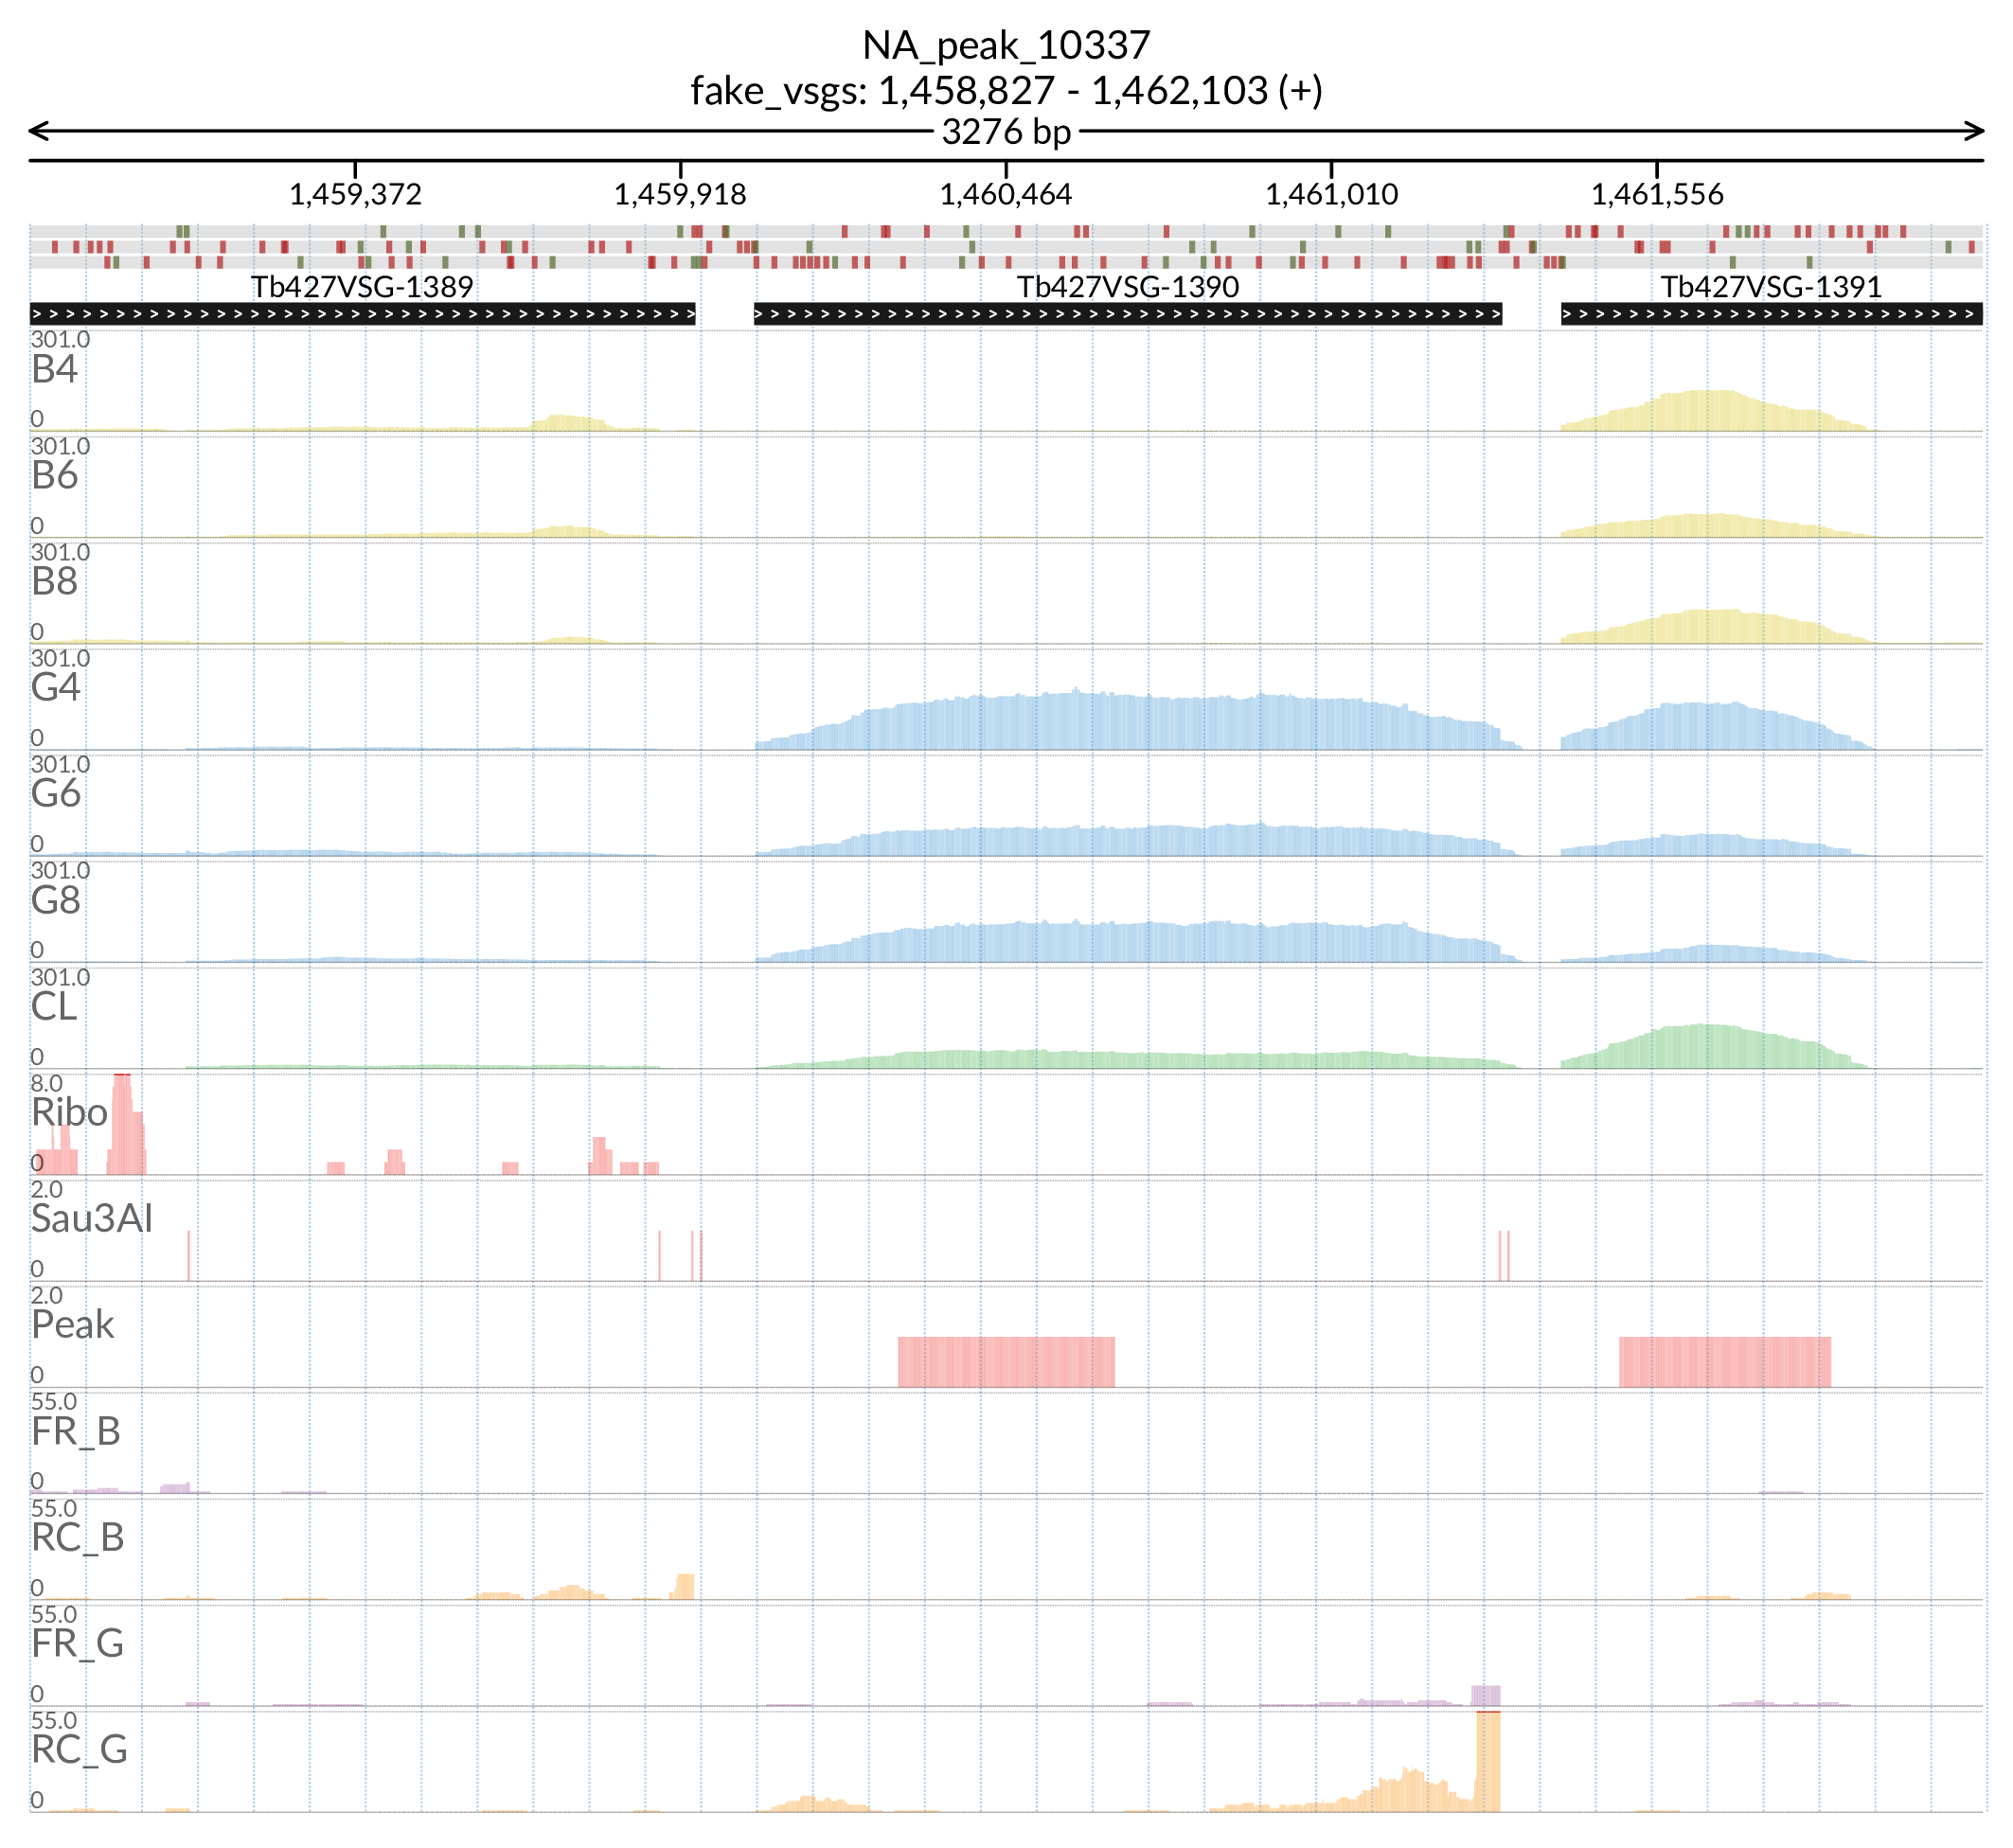 NA_peak_10337
fake_vsgs: 1,458,827 - 1,462,103 (+)
3276 bp
1,459,372 1,459,918 1,460,464 1,461,010 1,461,556
Tb427VSG-1389 Tb427VSG-1390 Tb427VSG-1391
301.0
B4
0
301.0
B6
0
301.0
B8
0
301.0
G4
0
301.0
G6
0
301.0
G8
0
301.0
CL
0
8.0
Ribo
0
2.0
Sau3AI
0
2.0
Peak
0
55.0
FR_B
0
55.0
RC_B
0
55.0
FR_G
0
55.0
RC_G
0